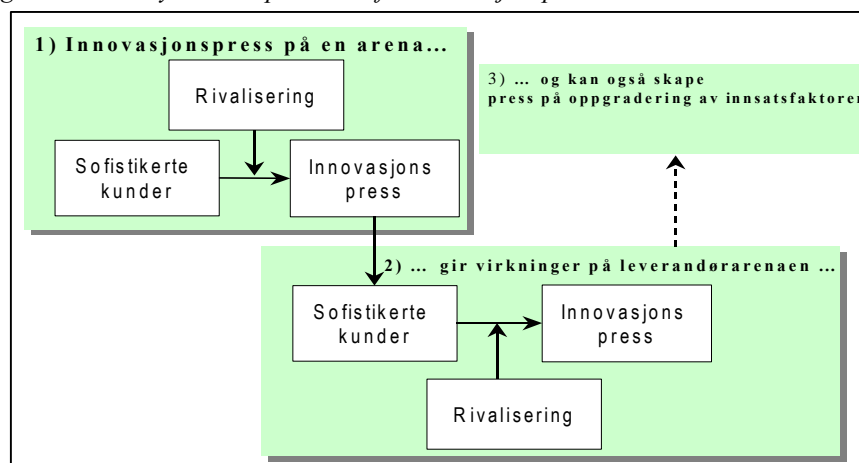 1) Innovasjonspress på en arena...
Rivalisering
Sofistikerte
kunder
Innovasjons
press
3) ... og kan også skape
press på oppgradering av innsatsfaktorer
2) ... gir virkninger på leverandørarenaen ...
Sofistikerte
kunder
Innovasjons
press
Rivalisering